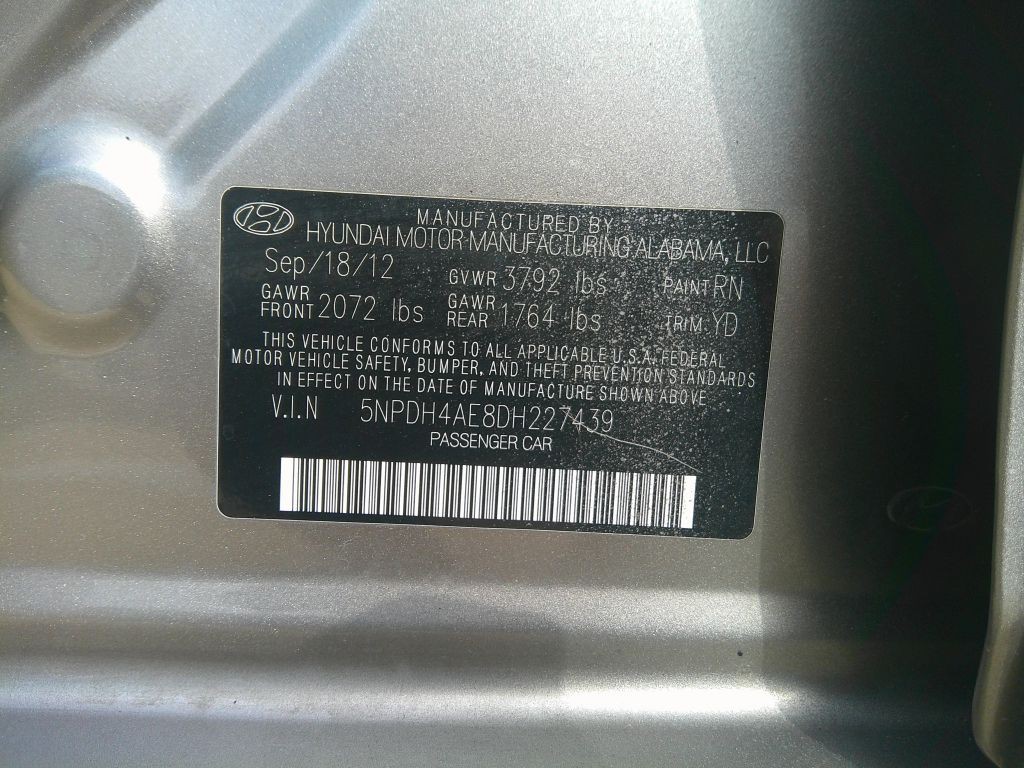 MANUFACTURED BY
HYUNDAI MOTOR MANUFACTURING ALABAMA, LLC
Sep/18/12 GVWR 3792 lbs PAINT RN
GAWR FRONT 2072 lbs GAWR REAR 1764 lbs TRIM: YD
THIS VEHICLE CONFORMS TO ALL APPLICABLE U.S.A. FEDERAL
MOTOR VEHICLE SAFETY, BUMPER, AND THEFT PREVENTION STANDARDS
IN EFFECT ON THE DATE OF MANUFACTURE SHOWN ABOVE
V.I.N 5NPDH4AE8DH227439
PASSENGER CAR